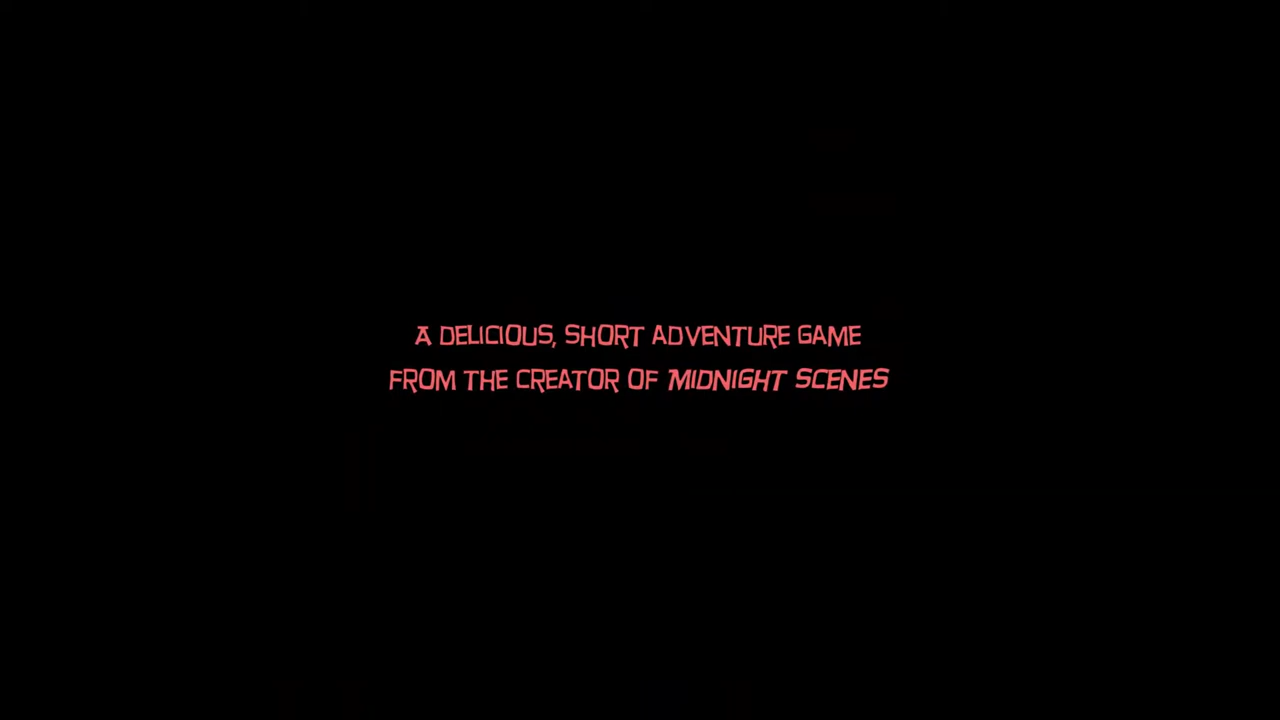 A DELICIOUS, SHORT ADVENTURE GAME
FROM THE CREATOR OF MIDNIGHT SCENES